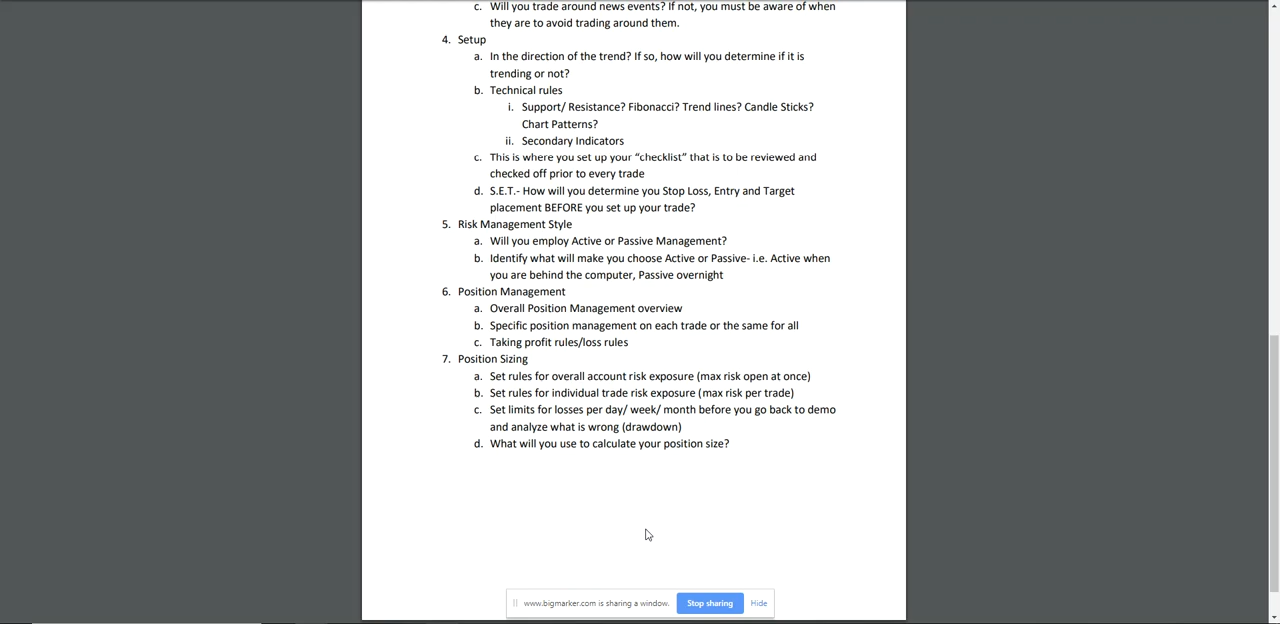 c. Will you trade around news events? If not, you must be aware of when
they are to avoid trading around them.
4. Setup
a. In the direction of the trend? If so, how will you determine if it is
trending or not?
b. Technical rules
i. Support/ Resistance? Fibonacci? Trend lines? Candle Sticks?
Chart Patterns?
ii. Secondary Indicators
c. This is where you set up your “checklist” that is to be reviewed and
checked off prior to every trade
d. S.E.T.- How will you determine you Stop Loss, Entry and Target
placement BEFORE you set up your trade?
5. Risk Management Style
a. Will you employ Active or Passive Management?
b. Identify what will make you choose Active or Passive- i.e. Active when
you are behind the computer, Passive overnight
6. Position Management
a. Overall Position Management overview
b. Specific position management on each trade or the same for all
c. Taking profit rules/loss rules
7. Position Sizing
a. Set rules for overall account risk exposure (max risk open at once)
b. Set rules for individual trade risk exposure (max risk per trade)
c. Set limits for losses per day/ week/ month before you go back to demo
and analyze what is wrong (drawdown)
d. What will you use to calculate your position size?
www.bigmarker.com is sharing a window. Stop sharing Hide